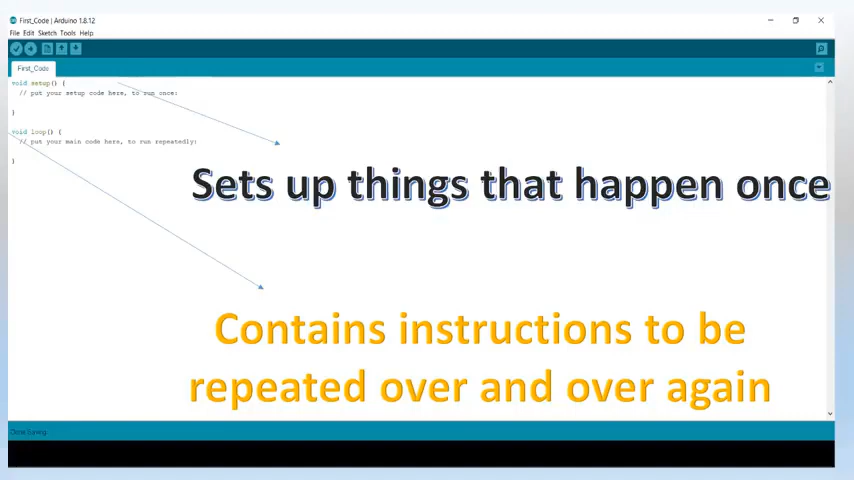 First_Code | Arduino 1.8.12
File Edit Sketch Tools Help
First_Code
void setup() {
// put your setup code here, to run once:
}
void loop() {
// put your main code here, to run repeatedly:
}
Sets up things that happen once
Contains instructions to be
repeated over and over again
Done Saving.